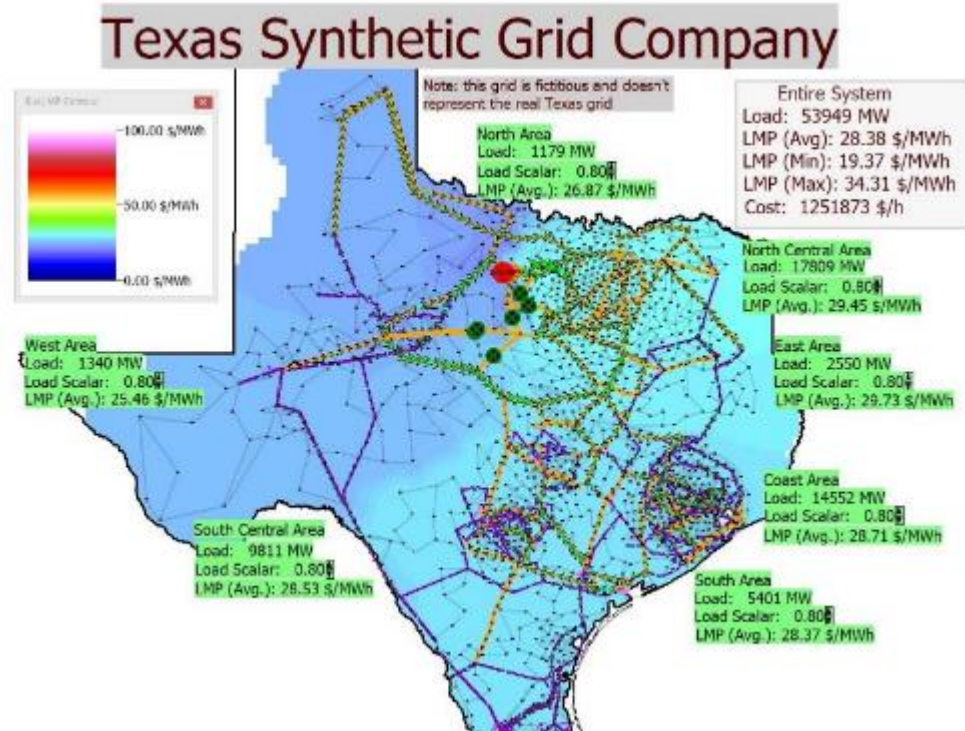 Texas Synthetic Grid Company
Note: this grid is fictitious and doesn't
represent the real Texas grid
100.00 $/MWh
50.00 $/MWh
0.00 $/MWh
Entire System
Load: 53949 MW
LMP (Avg): 28.38 $/MWh
LMP (Min): 19.37 $/MWh
LMP (Max): 34.31 $/MWh
Cost: 1251873 $/h
North Area
Load: 1179 MW
Load Scalar: 0.80
LMP (Avg.): 26.87 $/MWh
North Central Area
Load: 17809 MW
Load Scalar: 0.80
LMP (Avg.): 29.45 $/MWh
West Area
Load: 1340 MW
Load Scalar: 0.80
LMP (Avg.): 25.46 $/MWh
East Area
Load: 2550 MW
Load Scalar: 0.80
LMP (Avg.): 29.73 $/MWh
Coast Area
Load: 14552 MW
Load Scalar: 0.80
LMP (Avg.): 28.71 $/MWh
South Central Area
Load: 9811 MW
Load Scalar: 0.80
LMP (Avg.): 28.53 $/MWh
South Area
Load: 5401 MW
Load Scalar: 0.80
LMP (Avg.): 28.37 $/MWh